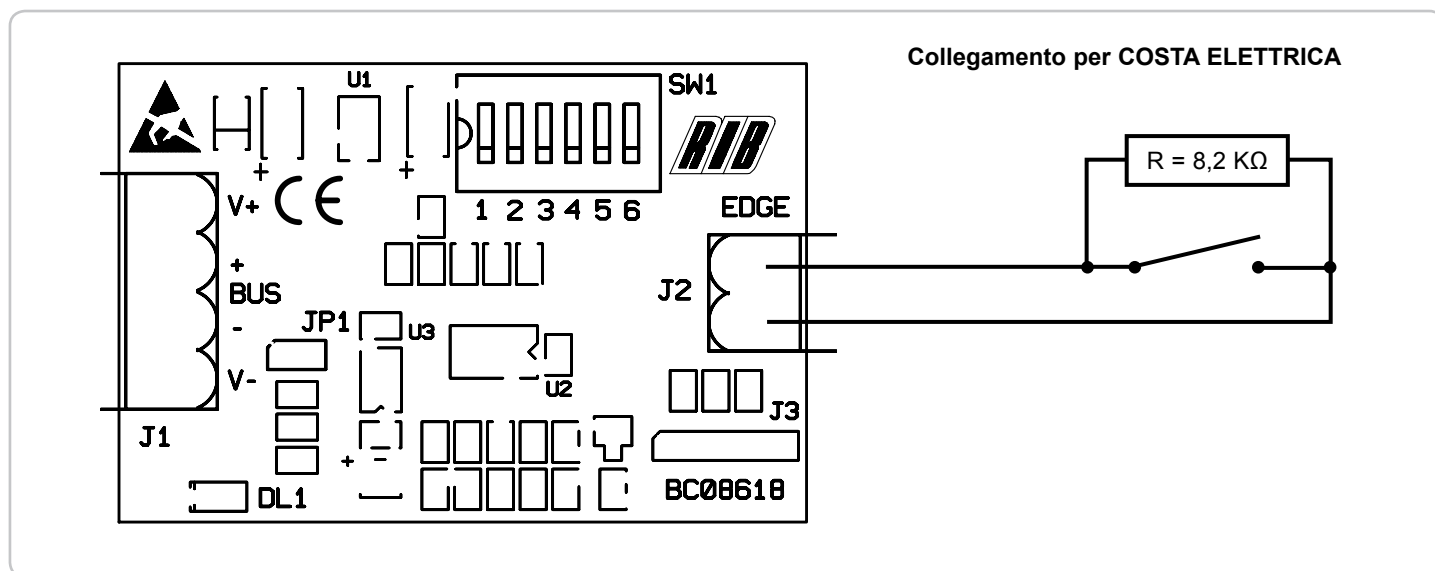 Collegamento per COSTA ELETTRICA
U1
SW1
RIB
+
+
CE
1 2 3 4 5 6
EDGE
R = 8,2 KΩ
V+
+
BUS
-
V-
J1
J2
JP1
U3
U2
J3
+
-
DL1
BC08618